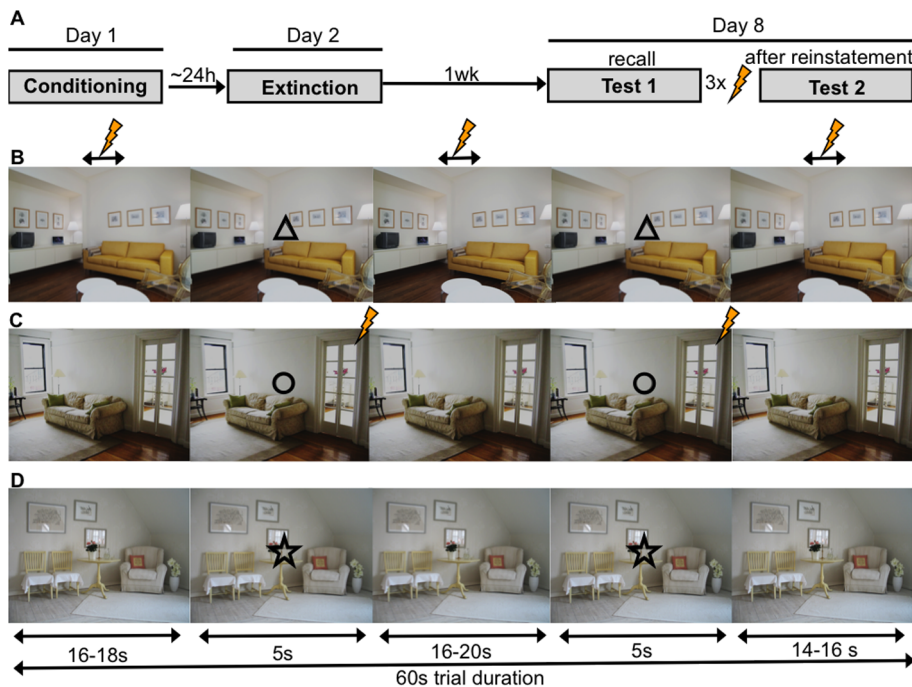 A
Day 1
Day 2
Day 8
Conditioning
~24h
Extinction
1wk
recall
Test 1
3x
after reinstatement
Test 2
B
C
D
16-18s
5s
16-20s
5s
14-16 s
60s trial duration